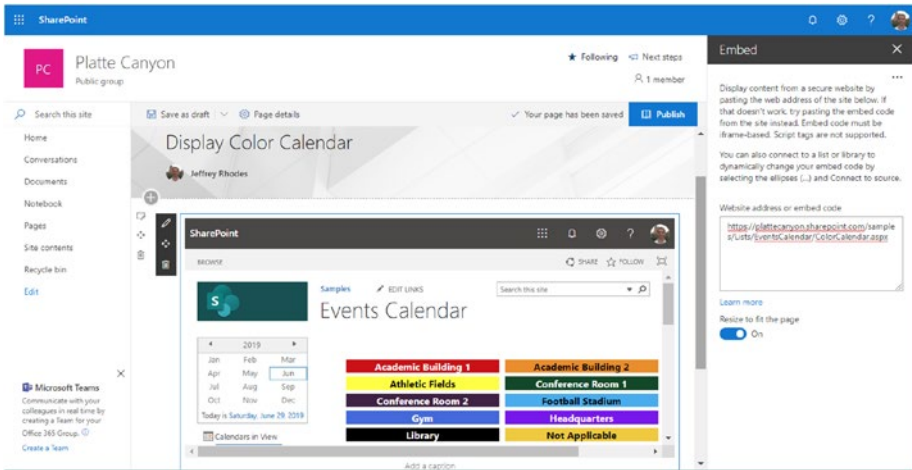 SharePoint
?
PC
Platte Canyon
Public group
Following
Next steps
1 member
Search this site
Home
Conversations
Documents
Notebook
Pages
Site contents
Recycle bin
Edit
Microsoft Teams
Communicate with your
colleagues in real time by
creating a Team for your
Office 365 Group.
Create a Team
Save as draft
Page details
Your page has been saved
Publish
Display Color Calendar
Jeffrey Rhodes
SharePoint
?
BROWSE
SHARE
FOLLOW
S
Samples
EDIT LINKS
Search this site
Events Calendar
2019
Jan Feb Mar
Apr May Jun
Jul Aug Sep
Oct Nov Dec
Today is Saturday, June 29, 2019
Calendars in View
Academic Building 1
Academic Building 2
Athletic Fields
Conference Room 1
Conference Room 2
Football Stadium
Gym
Headquarters
Library
Not Applicable
Add a caption
Embed
Display content from a secure website by
pasting the web address of the site below. If
that doesn't work, try pasting the embed code
from the site instead. Embed code must be
iframe-based. Script tags are not supported.
You can also connect to a list or library to
dynamically change your embed code by
selecting the ellipses (...) and Connect to source.
Website address or embed code
https://plattecanyon.sharepoint.com/sample
s/Lists/EventsCalendar/ColorCalendar.aspx
Learn more
Resize to fit the page
On